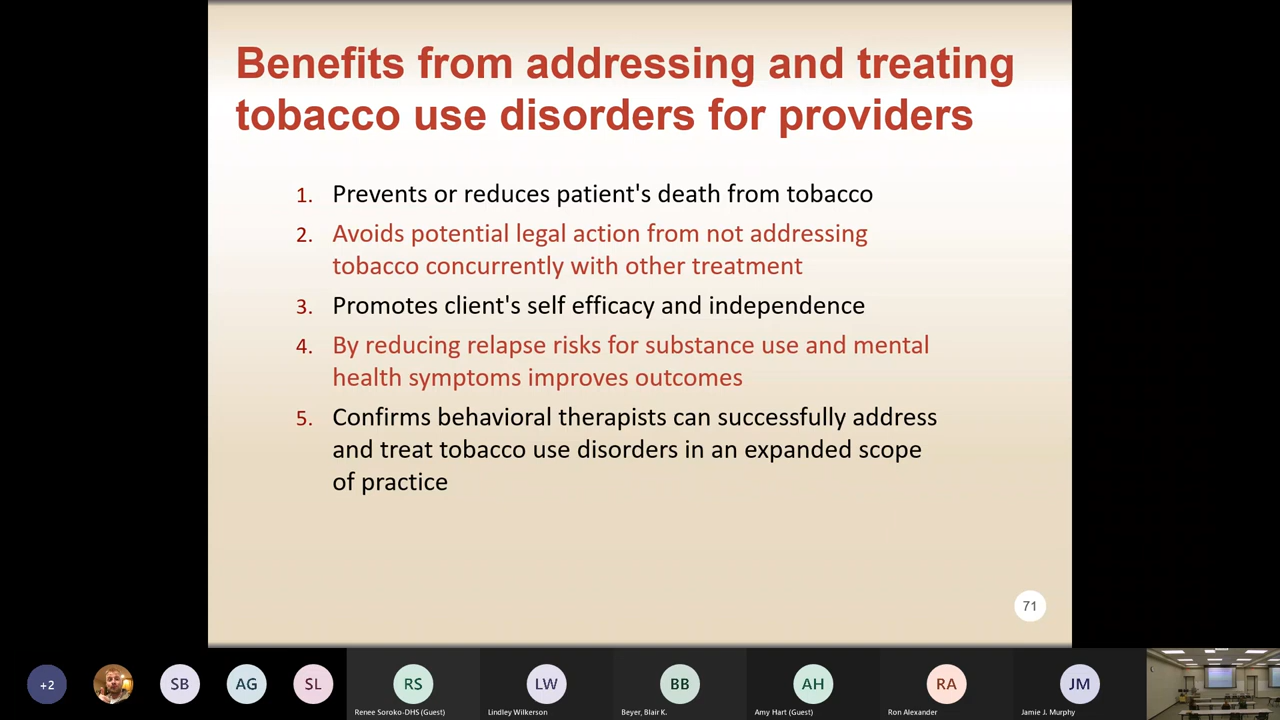 Benefits from addressing and treating
tobacco use disorders for providers
1. Prevents or reduces patient's death from tobacco
2. Avoids potential legal action from not addressing
tobacco concurrently with other treatment
3. Promotes client's self efficacy and independence
4. By reducing relapse risks for substance use and mental
health symptoms improves outcomes
5. Confirms behavioral therapists can successfully address
and treat tobacco use disorders in an expanded scope
of practice
71
+2
SB
AG
SL
RS
LW
BB
AH
RA
JM
Renee Soroko-DHS (Guest)
Lindley Wilkerson
Beyer, Blair K.
Amy Hart (Guest)
Ron Alexander
Jamie J. Murphy